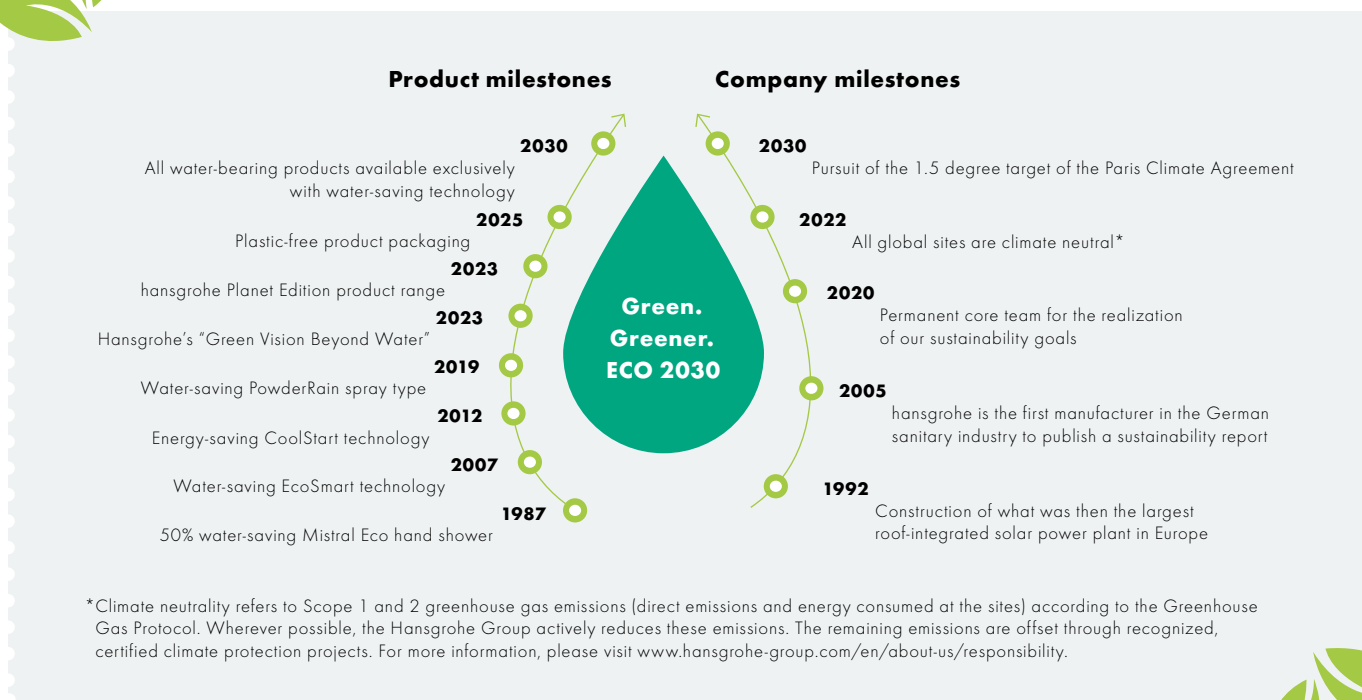 Product milestones
2030
All water-bearing products available exclusively
with water-saving technology
2025
Plastic-free product packaging
2023
hansgrohe Planet Edition product range
2023
Hansgrohe’s “Green Vision Beyond Water”
2019
Water-saving PowderRain spray type
2012
Energy-saving CoolStart technology
2007
Water-saving EcoSmart technology
1987
50% water-saving Mistral Eco hand shower
Green.
Greener.
ECO 2030
Company milestones
2030
Pursuit of the 1.5 degree target of the Paris Climate Agreement
2022
All global sites are climate neutral*
2020
Permanent core team for the realization
of our sustainability goals
2005
hansgrohe is the first manufacturer in the German
sanitary industry to publish a sustainability report
1992
Construction of what was then the largest
roof-integrated solar power plant in Europe
*Climate neutrality refers to Scope 1 and 2 greenhouse gas emissions (direct emissions and energy consumed at the sites) according to the Greenhouse
Gas Protocol. Wherever possible, the Hansgrohe Group actively reduces these emissions. The remaining emissions are offset through recognized,
certified climate protection projects. For more information, please visit www.hansgrohe-group.com/en/about-us/responsibility.